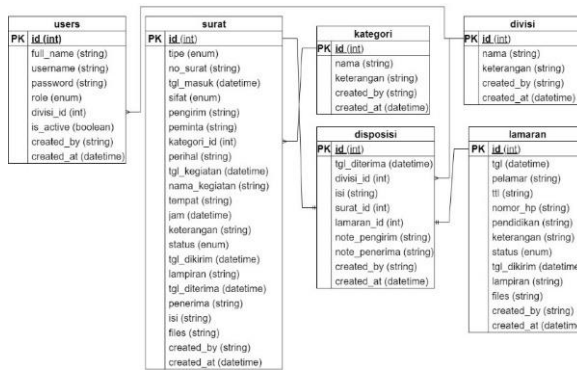 users
PK id (int)
full_name (string)
username (string)
password (string)
role (enum)
divisi_id (int)
is_active (boolean)
created_by (string)
created_at (datetime)
surat
PK id (int)
tipe (enum)
no_surat (string)
tgl_masuk (datetime)
sifat (enum)
pengirim (string)
peminta (string)
kategori_id (int)
perihal (string)
tgl_kegiatan (datetime)
nama_kegiatan (string)
tempat (string)
jam (datetime)
keterangan (string)
status (enum)
tgl_dikirim (datetime)
lampiran (string)
tgl_diterima (datetime)
penerima (string)
isi (string)
files (string)
created_by (string)
created_at (datetime)
kategori
PK id (int)
nama (string)
keterangan (string)
created_by (string)
created_at (datetime)
divisi
PK id (int)
nama (string)
keterangan (string)
created_by (string)
created_at (datetime)
disposisi
PK id (int)
tgl_diterima (datetime)
divisi_id (int)
isi (string)
surat_id (int)
lamaran_id (int)
note_pengirim (string)
note_penerima (string)
created_by (string)
created_at (datetime)
lamaran
PK id (int)
tgl (datetime)
pelamar (string)
ttl (string)
nomor_hp (string)
pendidikan (string)
keterangan (string)
status (enum)
tgl_dikirim (datetime)
lampiran (string)
files (string)
created_by (string)
created_at (datetime)